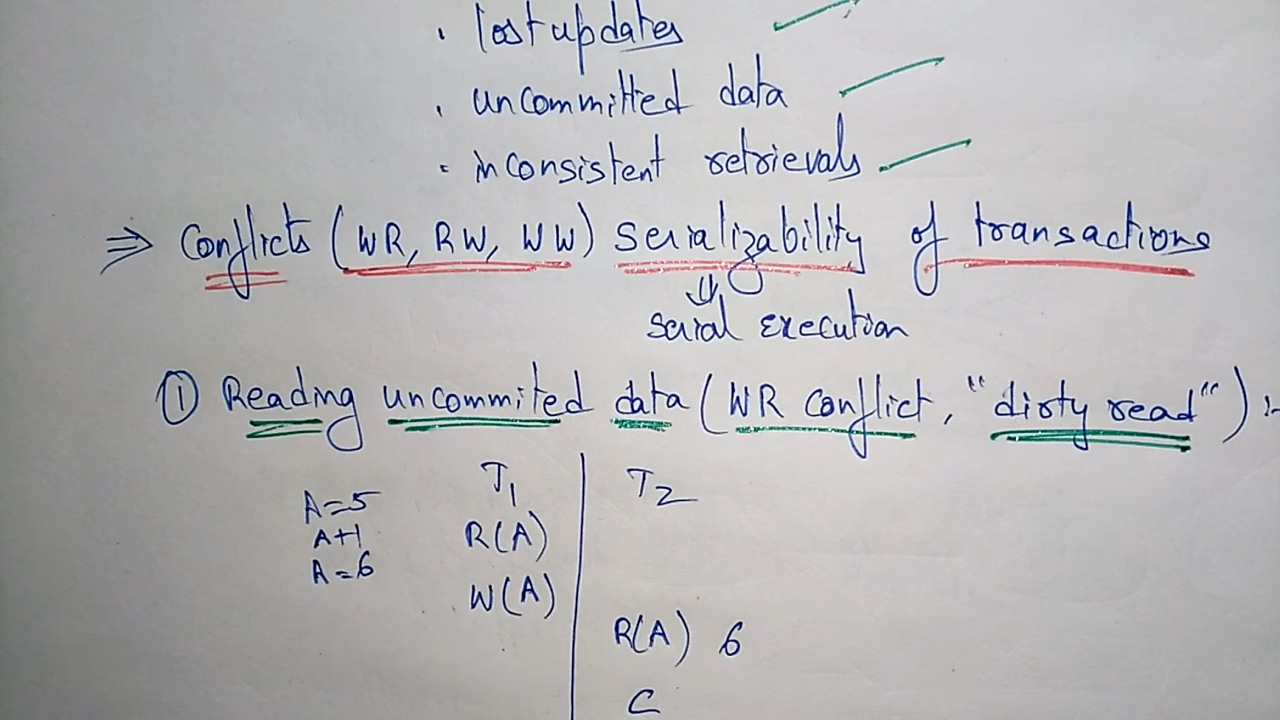 · lost updates
· uncommitted data
· inconsistent retrievals
⇒ Conflicts (WR, RW, WW) Serializability of transactions
⇓
serial execution
① Reading uncommited data (WR conflict, "dirty read") :-
T1 T2
A=5
A+1 R(A)
A=6 W(A)
R(A) 6
C